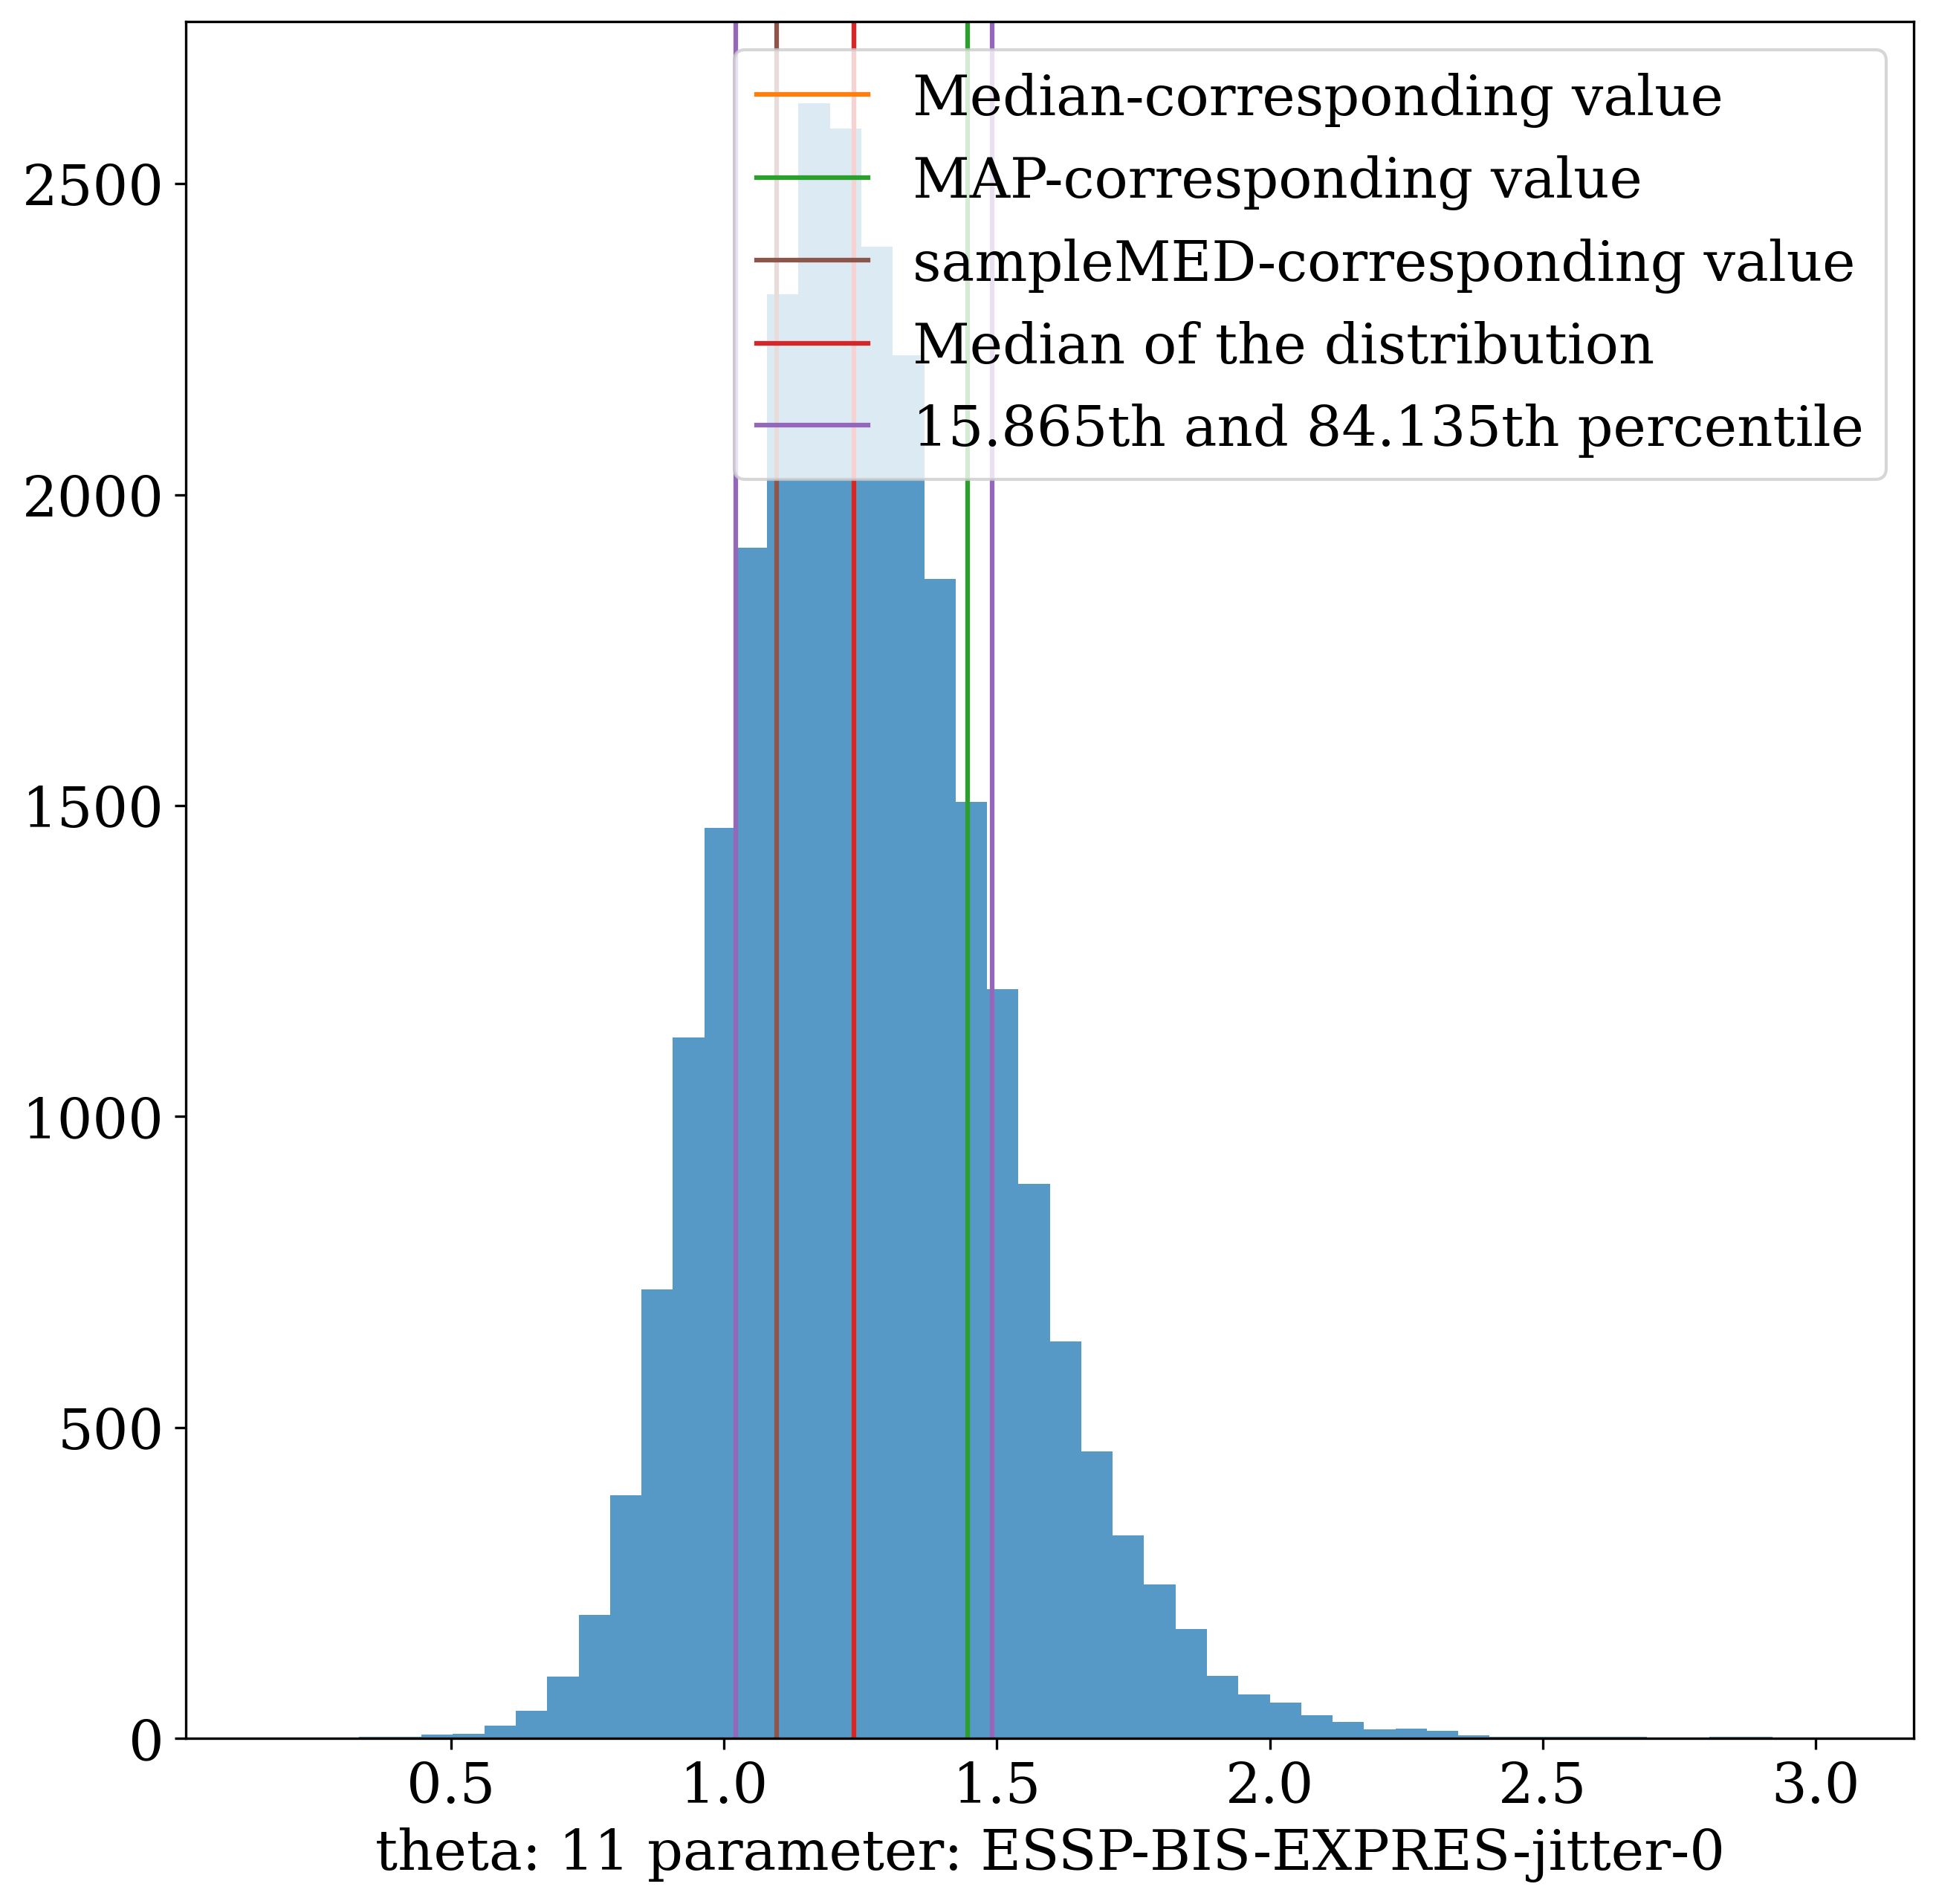 Median-corresponding value
MAP-corresponding value
sampleMED-corresponding value
Median of the distribution
15.865th and 84.135th percentile
2500
2000
1500
1000
500
0
0.5 1.0 1.5 2.0 2.5 3.0
theta: 11 parameter: ESSP-BIS-EXPRES-jitter-0